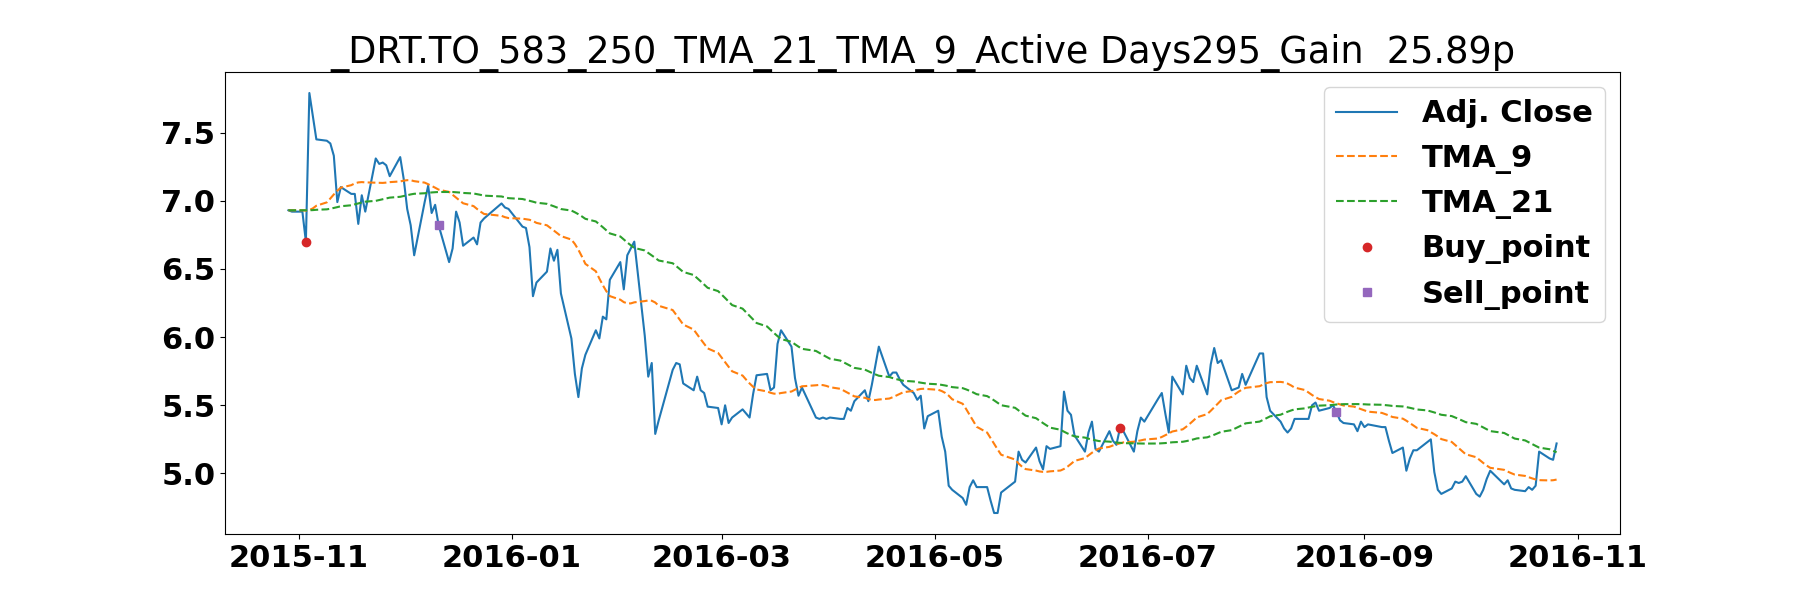 _DRT.TO_583_250_TMA_21_TMA_9_Active Days295_Gain  25.89p
7.5
7.0
6.5
6.0
5.5
5.0
Adj. Close
TMA_9
TMA_21
Buy_point
Sell_point
2015-11 2016-01 2016-03 2016-05 2016-07 2016-09 2016-11